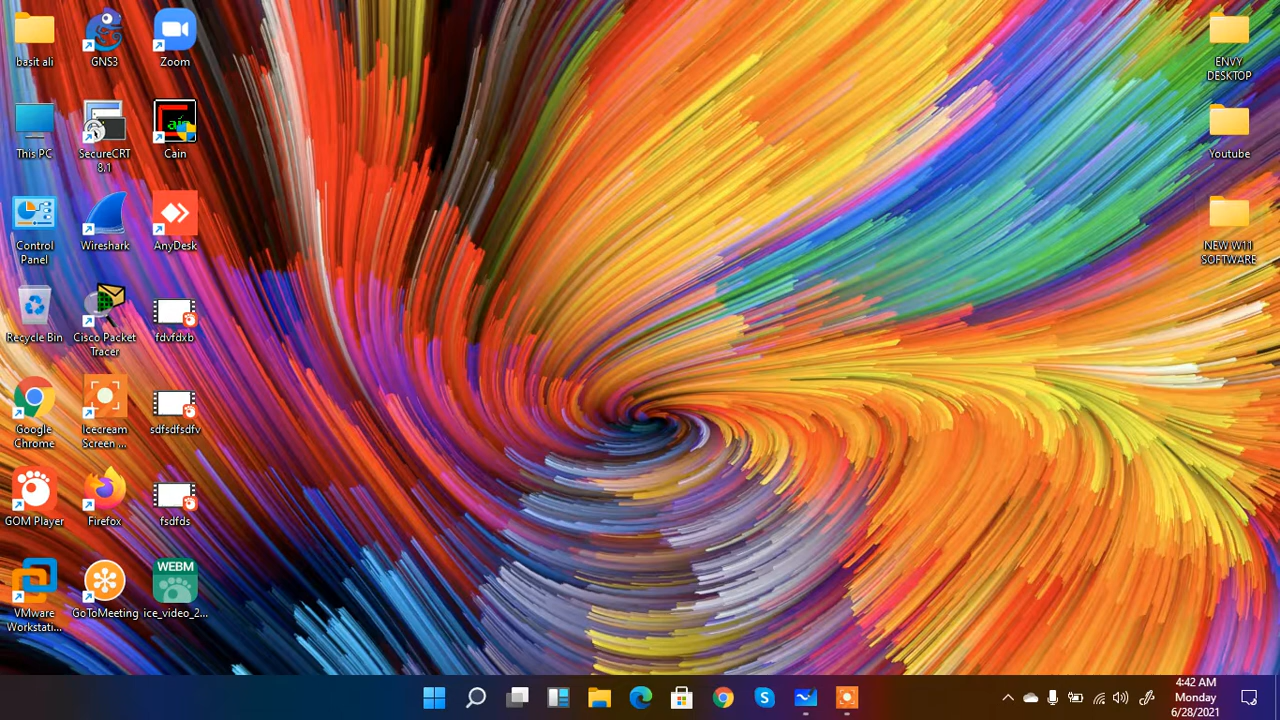 basit ali
GNS3
Zoom
ENVY
DESKTOP
This PC
SecureCRT
8.1
Cain
Youtube
Control
Panel
Wireshark
AnyDesk
NEW W11
SOFTWARE
Recycle Bin
Cisco Packet
Tracer
fdvfdxb
Google
Chrome
Icecream
Screen ...
sdfsdfsdfv
GOM Player
Firefox
fsdfds
WEBM
VMware
Workstati...
GoToMeeting
ice_video_2...
4:42 AM
Monday
6/28/2021